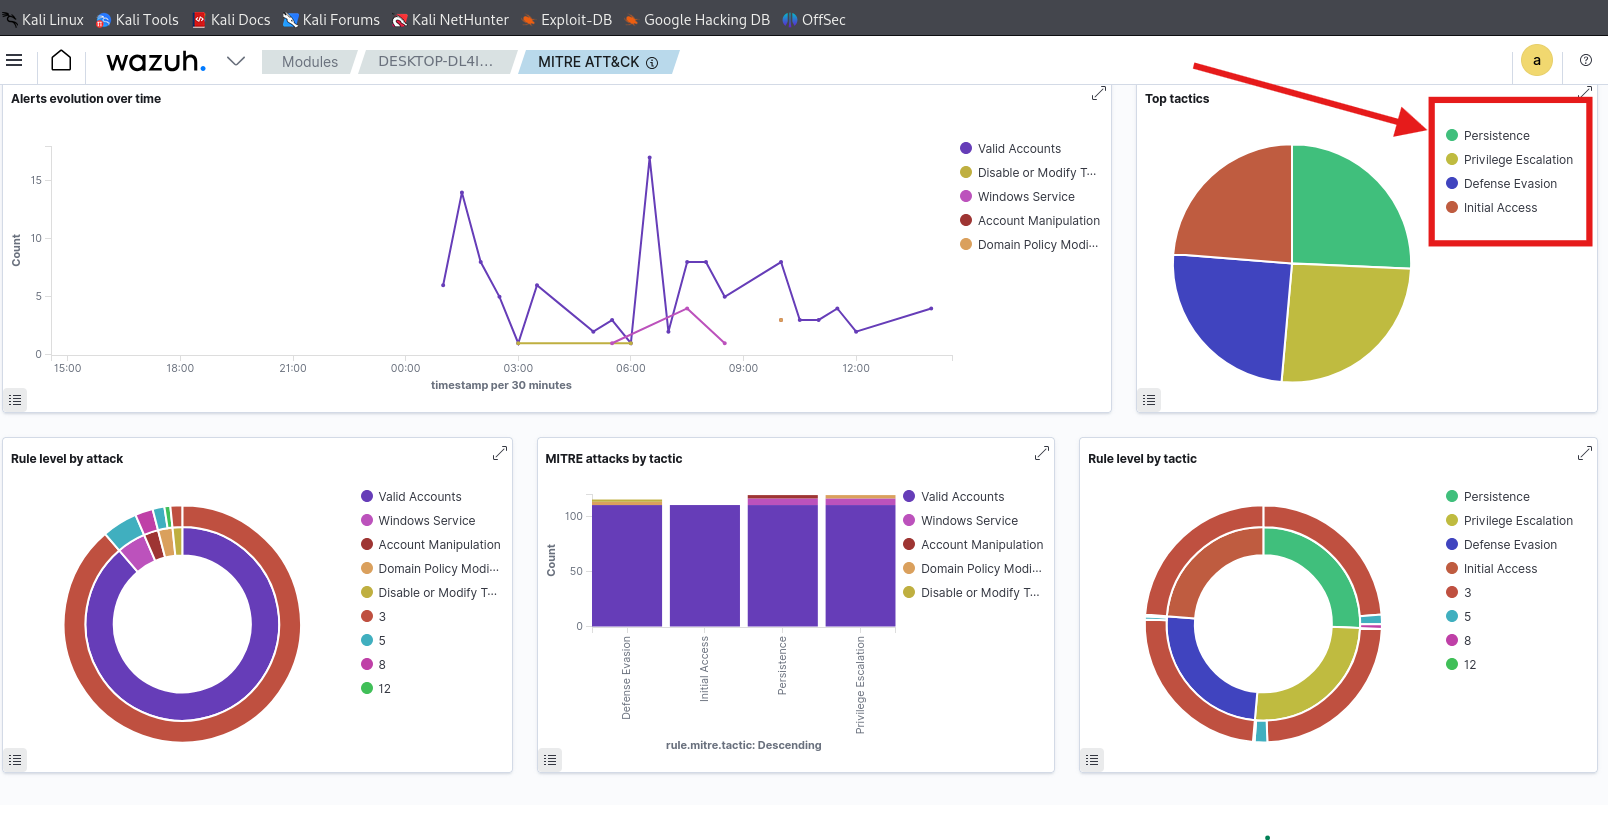 Kali Linux Kali Tools Kali Docs Kali Forums Kali NetHunter Exploit-DB Google Hacking DB OffSec
wazuh. Modules DESKTOP-DL4I... MITRE ATT&CK a
Alerts evolution over time
Count
15
10
5
0
15:00 18:00 21:00 00:00 03:00 06:00 09:00 12:00
timestamp per 30 minutes
Valid Accounts
Disable or Modify T...
Windows Service
Account Manipulation
Domain Policy Modi...
Top tactics
Persistence
Privilege Escalation
Defense Evasion
Initial Access
Rule level by attack
Valid Accounts
Windows Service
Account Manipulation
Domain Policy Modi...
Disable or Modify T...
3
5
8
12
MITRE attacks by tactic
Count
100
50
0
Defense Evasion
Initial Access
Persistence
Privilege Escalation
rule.mitre.tactic: Descending
Valid Accounts
Windows Service
Account Manipulation
Domain Policy Modi...
Disable or Modify T...
Rule level by tactic
Persistence
Privilege Escalation
Defense Evasion
Initial Access
3
5
8
12